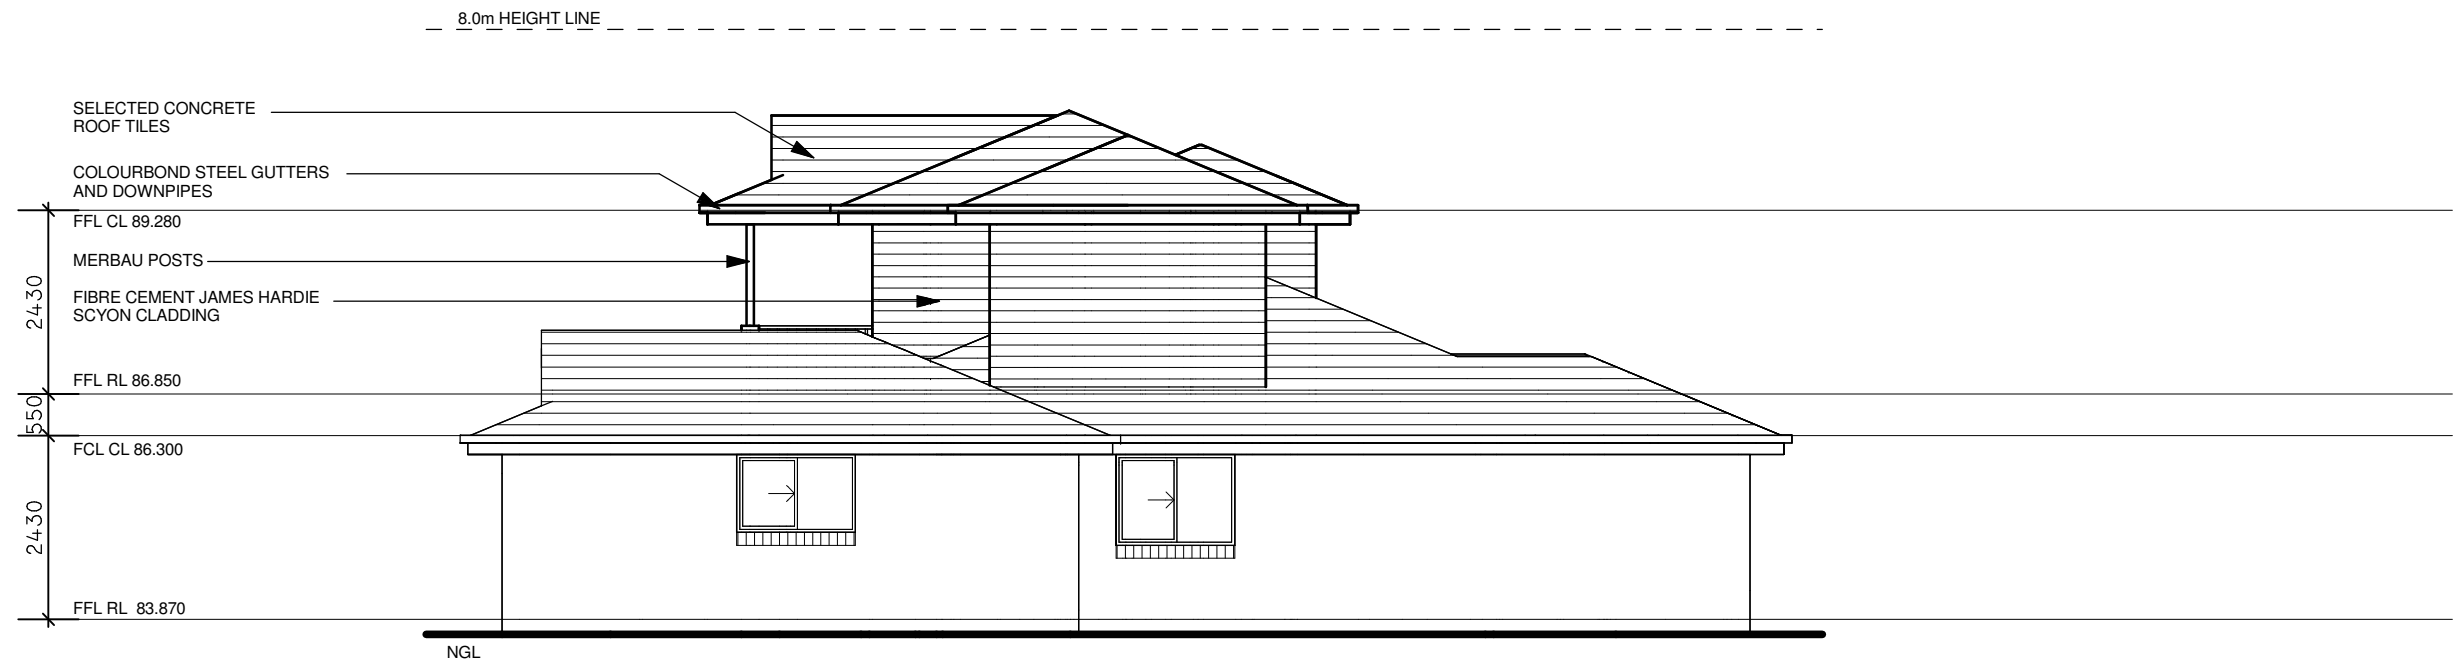 8.0m HEIGHT LINE
SELECTED CONCRETE
ROOF TILES
COLOURBOND STEEL GUTTERS
AND DOWNPIPES
FFL CL 89.280
MERBAU POSTS
2430
FIBRE CEMENT JAMES HARDIE
SCYON CLADDING
FFL RL 86.850
550
FCL CL 86.300
2430
FFL RL 83.870
NGL